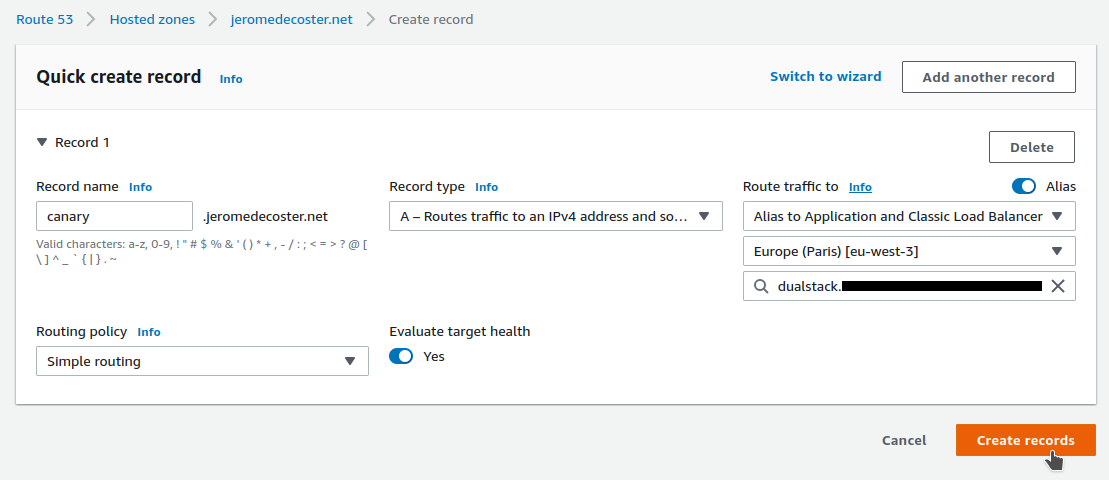 Route 53 > Hosted zones > jeromedecoster.net > Create record
Quick create record Info Switch to wizard Add another record
Record 1 Delete
Record name Info Record type Info Route traffic to Info Alias
canary .jeromedecoster.net A – Routes traffic to an IPv4 address and so... Alias to Application and Classic Load Balancer
Valid characters: a-z, 0-9, ! " # $ % & ' ( ) * + , - / : ; < = > ? @ [
\ ] ^ _ ` { | } . ~
Europe (Paris) [eu-west-3]
dualstack.
Routing policy Info Evaluate target health
Simple routing Yes
Cancel Create records